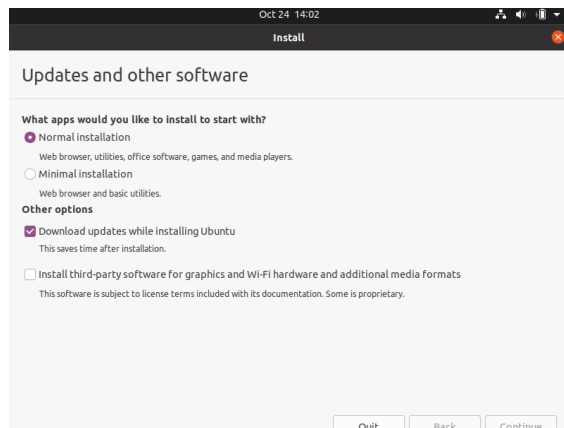 Oct 24 14:02
Install
Updates and other software
What apps would you like to install to start with?
Normal installation
Web browser, utilities, office software, games, and media players.
Minimal installation
Web browser and basic utilities.
Other options
Download updates while installing Ubuntu
This saves time after installation.
Install third-party software for graphics and Wi-Fi hardware and additional media formats
This software is subject to license terms included with its documentation. Some is proprietary.
Quit Back Continue